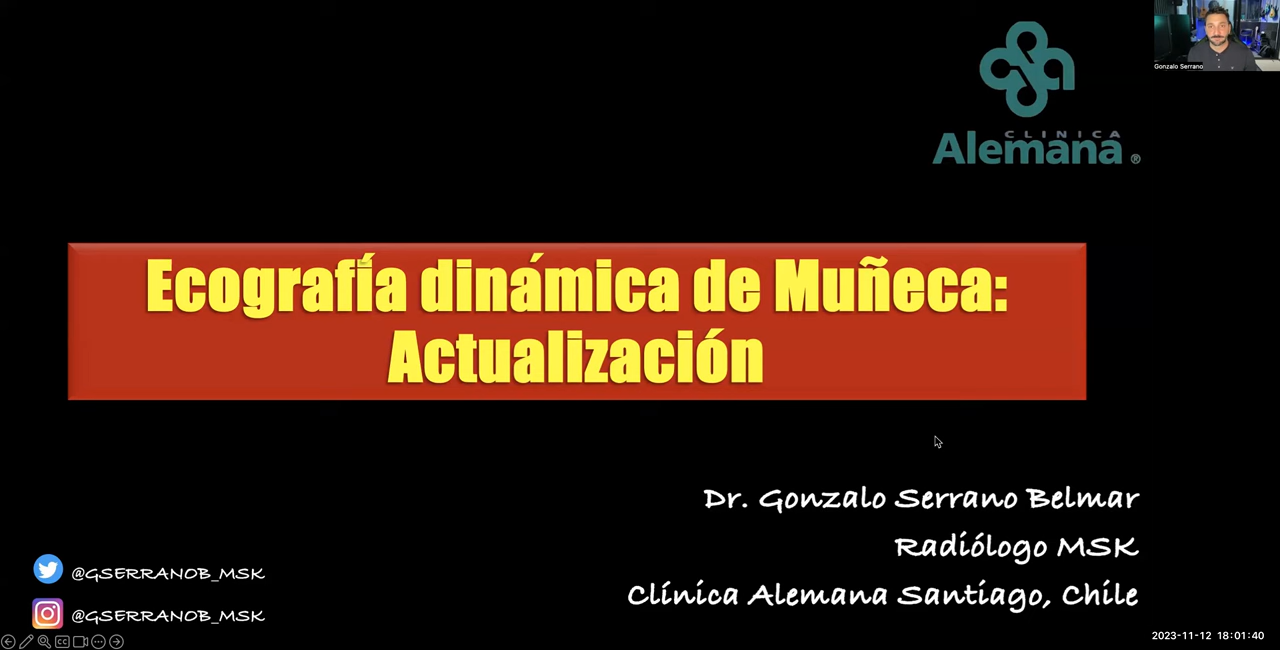 Gonzalo Serrano
CLINICA
Alemana ®
Ecografía dinámica de Muñeca:
Actualización
Dr. Gonzalo Serrano Belmar
Radiólogo MSK
Clínica Alemana Santiago, Chile
@GSERRANOB_MSK
@GSERRANOB_MSK
CC
2023-11-12 18:01:40